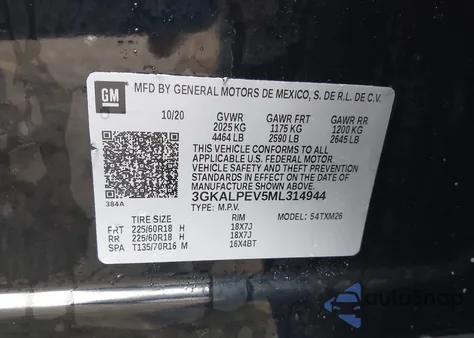 GM
MFD BY GENERAL MOTORS DE MEXICO, S. DE R.L. DE C.V.
10/20 GVWR GAWR FRT GAWR RR
2025 KG 1175 KG 1200 KG
4464 LB 2590 LB 2645 LB
THIS VEHICLE CONFORMS TO ALL
APPLICABLE U.S. FEDERAL MOTOR
VEHICLE SAFETY AND THEFT PREVENTION
STANDARDS IN EFFECT ON THE DATE OF
MANUFACTURE SHOWN ABOVE.
384A
3GKALPEV5ML314944
TYPE: M.P.V. MODEL: 54TXM26
TIRE SIZE RIM
FRT 225/60R18 H 18X7J
RR 225/60R18 H 18X7J
SPA T135/70R16 M 16X4BT
autoSnap